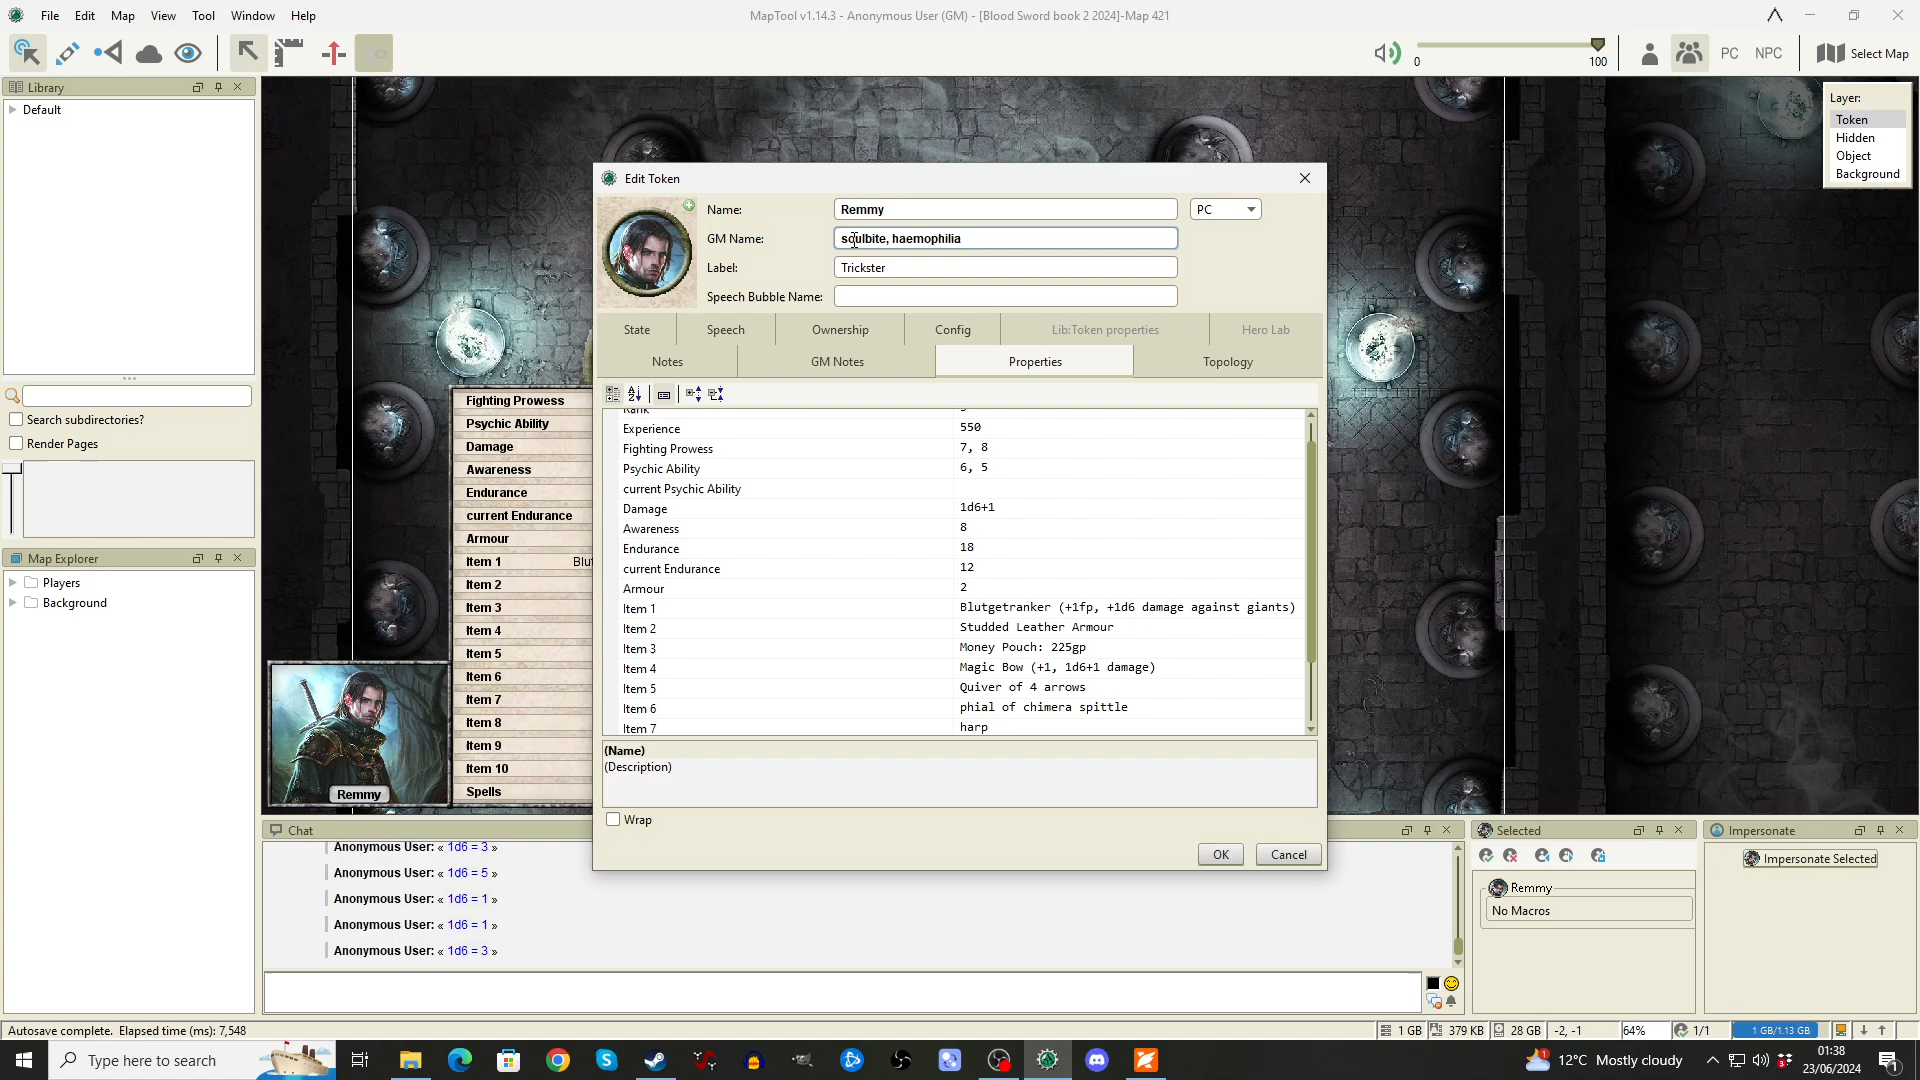 MapTool v1.14.3 - Anonymous User (GM) - [Blood Sword book 2 2024]-Map 421
File Edit Map View Tool Window Help
0 100 PC NPC Select Map
Library
Default
Search subdirectories?
Render Pages
Map Explorer
Players
Background
Layer:
Token
Hidden
Object
Background
Fighting Prowess
Psychic Ability
Damage
Awareness
Endurance
current Endurance
Armour
Item 1
Item 2
Item 3
Item 4
Item 5
Item 6
Item 7
Item 8
Item 9
Item 10
Spells
Remmy
Edit Token
Name: Remmy PC
GM Name: soulbite, haemophilia
Label: Trickster
Speech Bubble Name:
State Speech Ownership Config Lib:Token properties Hero Lab
Notes GM Notes Properties Topology
Rank
Experience 550
Fighting Prowess 7, 8
Psychic Ability 6, 5
current Psychic Ability
Damage 1d6+1
Awareness 8
Endurance 18
current Endurance 12
Armour 2
Item 1 Blutgetranker (+1fp, +1d6 damage against giants)
Item 2 Studded Leather Armour
Item 3 Money Pouch: 225gp
Item 4 Magic Bow (+1, 1d6+1 damage)
Item 5 Quiver of 4 arrows
Item 6 phial of chimera spittle
Item 7 harp
(Name)
(Description)
Wrap
OK Cancel
Chat
Anonymous User: « 1d6 = 3 »
Anonymous User: « 1d6 = 5 »
Anonymous User: « 1d6 = 1 »
Anonymous User: « 1d6 = 1 »
Anonymous User: « 1d6 = 3 »
Selected
Remmy
No Macros
Impersonate
Impersonate Selected
Autosave complete. Elapsed time (ms): 7,548
1 GB 379 KB 28 GB -2, -1 64% 1/1 1 GB/1.13 GB
Type here to search
12°C Mostly cloudy
01:38
23/06/2024